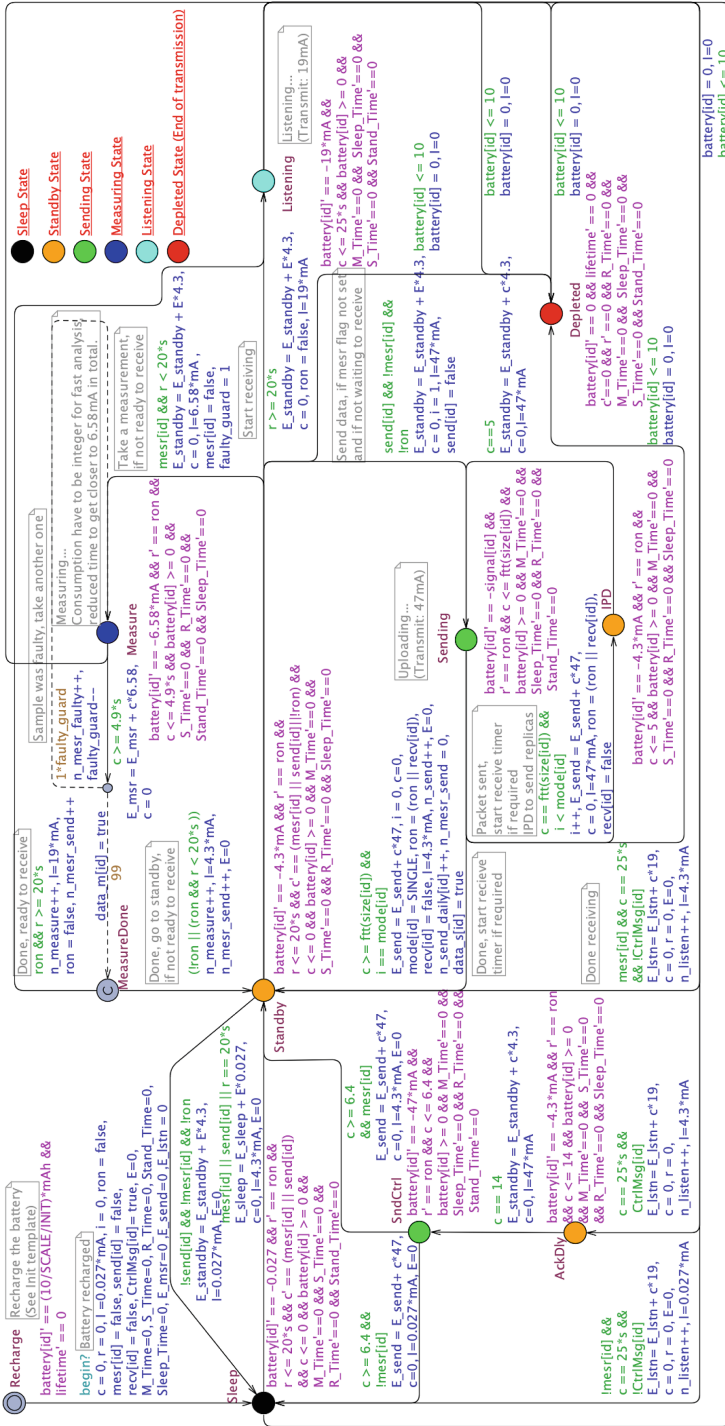 Recharge
Recharge the battery
(See Init template)
battery[id]' == (10/SCALE/INIT)*mAh &&
lifetime' == 0
begin?
Battery recharged
c = 0, r = 0, I =0.027*mA, i = 0, ron = false,
mesr[id] = false, send[id] = false,
recv[id] = false, CtrlMsg[id] = true, E=0,
M_Time=0, S_Time=0, R_Time=0, Stand_Time=0,
Sleep_Time=0, E_msr=0, E_send=0,E_lstn = 0
Done, ready to receive
ron && r >= 20*s
n_measure++, I=19*mA,
ron = false, n_mesr_send++
MeasureDone
C
data_m[id] = true
99
Done, go to standby,
if not ready to receive
(!ron || (ron && r < 20*s ))
n_measure++, I=4.3*mA,
n_mesr_send++, E=0
Sample was faulty, take another one
1*faulty_guard
n_mesr_faulty++,
faulty_guard--
c >= 4.9*s
E_msr = E_msr + c*6.58,
c = 0
Measuring...
Consumption have to be integer for fast analysis,
reduced time to get closer to 6.58mA in total.
Measure
battery[id]' == -6.58*mA && r' == ron &&
c <= 4.9*s && battery[id] >= 0 &&
S_Time'==0 && R_Time'==0 &&
Stand_Time'==0 && Sleep_Time'==0
Take a measurement,
if not ready to receive
mesr[id] && r < 20*s
E_standby = E_standby + E*4.3,
c = 0, I=6.58*mA ,
mesr[id] = false,
faulty_guard = 1
Sleep State
Standby State
Sending State
Measuring State
Listening State
Depleted State (End of transmission)
Sleep
!send[id] && !mesr[id] && !ron
E_standby = E_standby + E*4.3,
I=0.027*mA, E=0
mesr[id] || send[id] || r == 20*s
E_sleep = E_sleep + E*0.027,
c=0, I=4.3*mA, E=0
battery[id]' == -0.027 && r' == ron &&
r <= 20*s && c' == (mesr[id] || send[id])
&& c <= 0 && battery[id] >= 0 &&
M_Time'==0 && S_Time'==0 &&
R_Time'==0 && Stand_Time'==0
Standby
battery[id]' == -4.3*mA && r' == ron &&
r <= 20*s && c' == (mesr[id] || send[id]||!ron) &&
c <= 0 && battery[id] >= 0 && M_Time'==0 &&
S_Time'==0 && R_Time'==0 && Sleep_Time'==0
Start receiving
r >= 20*s
E_standby = E_standby + E*4.3,
c = 0, ron = false, I=19*mA
Listening
Listening...
(Transmit: 19mA)
battery[id]' == -19*mA &&
c <= 25*s && battery[id] >= 0 &&
M_Time'==0 && Sleep_Time'==0 &&
S_Time'==0 && Stand_Time'==0
Send data, if mesr flag not set
and if not waiting to receive
send[id] && !mesr[id] &&
!ron
E_standby = E_standby + E*4.3,
c = 0, i = 1, I=47*mA,
send[id] = false
battery[id] <= 10
battery[id] = 0, I=0
c >= 6.4 &&
!mesr[id]
E_send = E_send+ c*47,
c=0, I=0.027*mA, E=0
SndCtrl
c >= 6.4
&& mesr[id]
E_send = E_send+ c*47,
c=0, I=4.3*mA, E=0
battery[id]' == -47*mA &&
r' == ron && c <= 6.4 &&
battery[id] >= 0 && M_Time'==0 &&
Sleep_Time'==0 && R_Time'==0 &&
Stand_Time'==0
c >= ftt(size[id]) &&
i == mode[id]
E_send = E_send+ c*47, i = 0, c=0,
mode[id] = SINGLE, ron = (ron || recv[id]),
recv[id] = false, I=4.3*mA, n_send++, E=0,
n_send_daily[id]++, n_mesr_send = 0,
data_s[id] = true
Done, start recieve
timer if required
Uploading...
(Transmit: 47mA)
Sending
battery[id]' == -signal[id] &&
r' == ron && c <= ftt(size[id]) &&
battery[id] >= 0 && M_Time'==0 &&
Sleep_Time'==0 && R_Time'==0 &&
Stand_Time'==0
c==5
E_standby = E_standby + c*4.3,
c=0,I=47*mA
battery[id] <= 10
battery[id] = 0, I=0
Packet sent,
start receive timer
if required
IPD to send replicas
c === ftt(size[id]) &&
i < mode[id]
i++, E_send = E_send+ c*47,
c = 0, I=47*mA, ron = (ron || recv[id]),
recv[id] = false
Depleted
battery[id]' == 0 && lifetime' == 0 &&
c'==0 && r' == 0 && R_Time'==0 &&
M_Time'==0 && Sleep_Time'==0 &&
S_Time'==0 && Stand_Time'==0
battery[id] <= 10
battery[id] = 0, I=0
AckDly
c === 14
E_standby = E_standby + c*4.3,
c=0, I=47*mA
battery[id]' == -4.3*mA && r' == ron
&& c <= 14 && battery[id] >= 0
&& M_Time'==0 && S_Time'==0
&& R_Time'==0 && Sleep_Time'==0
IPD
battery[id]' == -4.3*mA && r' == ron &&
c <= 5 && battery[id] >= 0 && M_Time'==0 &&
S_Time'==0 && R_Time'==0 && Sleep_Time'==0
battery[id] <= 10
battery[id] = 0, I=0
!mesr[id] &&
c === 25*s &&
!CtrlMsg[id]
E_lstn= E_lstn+ c*19,
c = 0, r = 0, E=0,
n_listen++, I=0.027*mA
c === 25*s &&
CtrlMsg[id]
E_lstn= E_lstn+ c*19,
c = 0, r = 0,
n_listen++, I=4.3*mA
Done receiving
mesr[id] && c == 25*s
&& !CtrlMsg[id]
E_lstn= E_lstn+ c*19,
c = 0, r = 0, E=0,
n_listen++, I=4.3*mA
battery[id] = 0, I=0
battery[id] <= 10